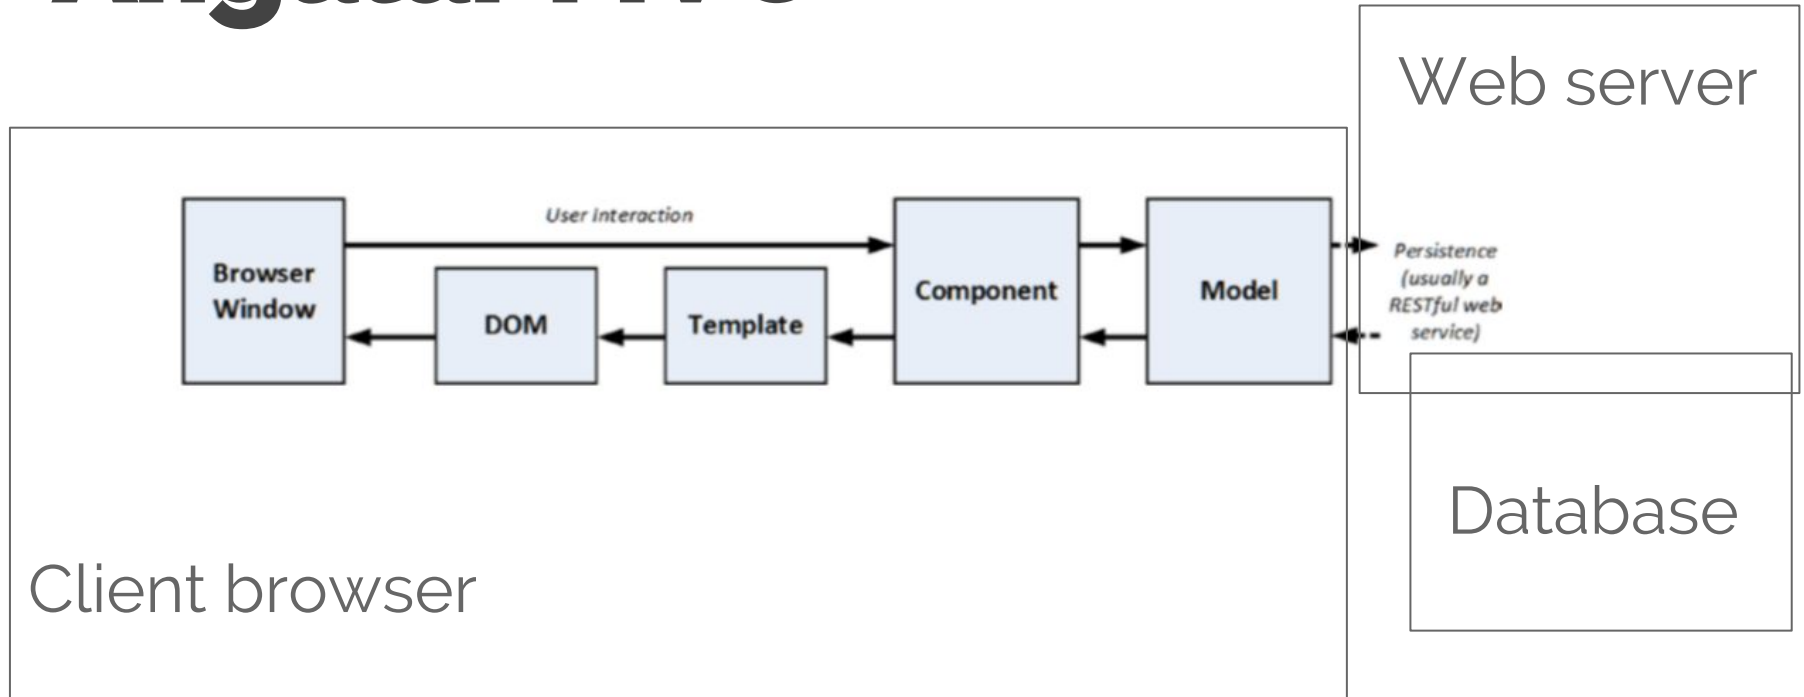 Web server
User Interaction
Browser
Window
DOM
Template
Component
Model
Persistence
(usually a
RESTful web
service)
Database
Client browser